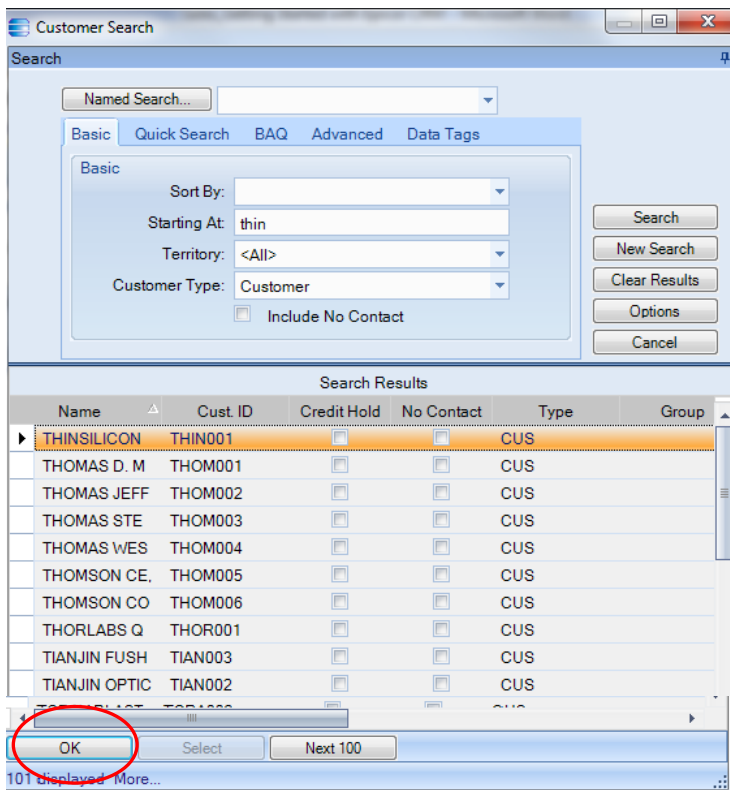 Customer Search
Search
Named Search...
Basic Quick Search BAQ Advanced Data Tags
Basic
Sort By:
Starting At: thin
Territory: <All>
Customer Type: Customer
Include No Contact
Search
New Search
Clear Results
Options
Cancel
Search Results
Name Cust. ID Credit Hold No Contact Type Group
THINSILICON THIN001 CUS
THOMAS D. M THOM001 CUS
THOMAS JEFF THOM002 CUS
THOMAS STE THOM003 CUS
THOMAS WES THOM004 CUS
THOMSON CE, THOM005 CUS
THOMSON CO THOM006 CUS
THORLABS Q THOR001 CUS
TIANJIN FUSH TIAN003 CUS
TIANJIN OPTIC TIAN002 CUS
OK Select Next 100
101 displayed More...